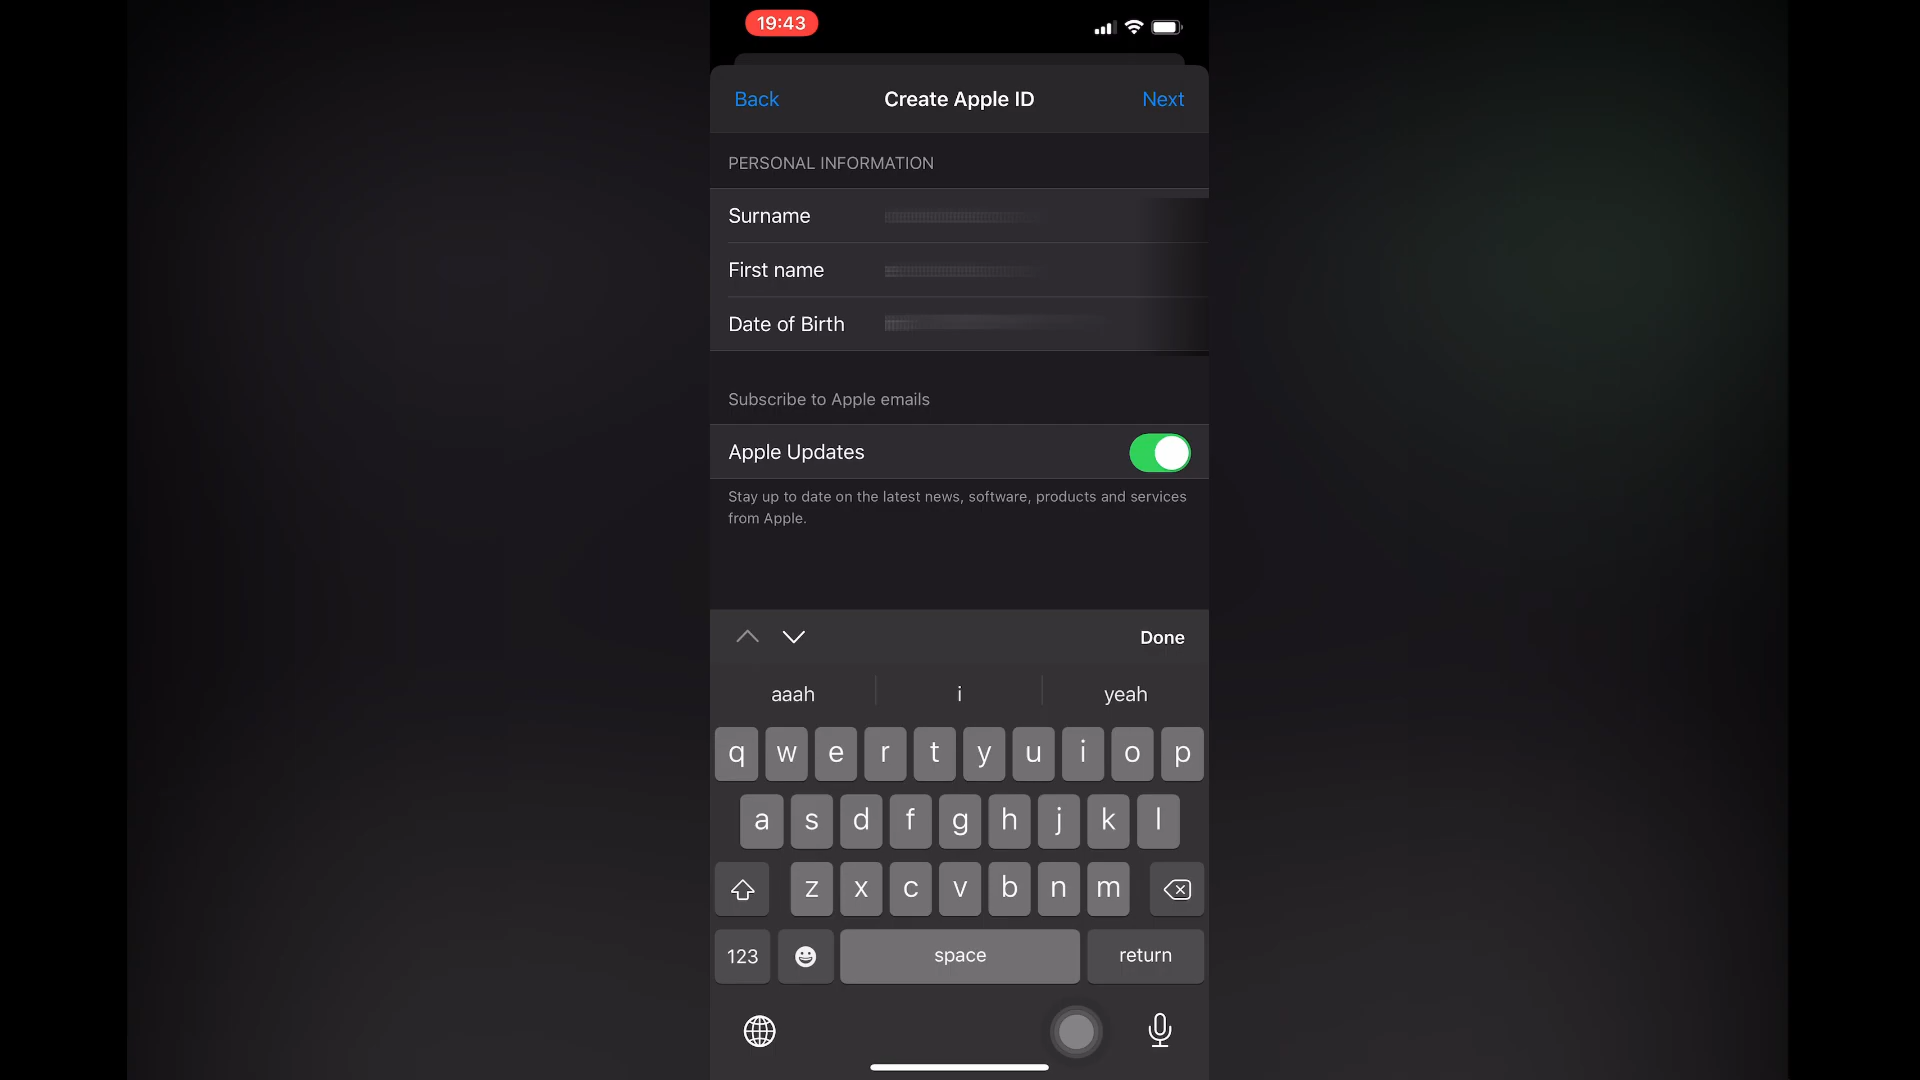 19:43
Back Create Apple ID Next
PERSONAL INFORMATION
Surname
First name
Date of Birth
Subscribe to Apple emails
Apple Updates
Stay up to date on the latest news, software, products and services
from Apple.
Done
aaah i yeah
q w e r t y u i o p
a s d f g h j k l
z x c v b n m
123 space return